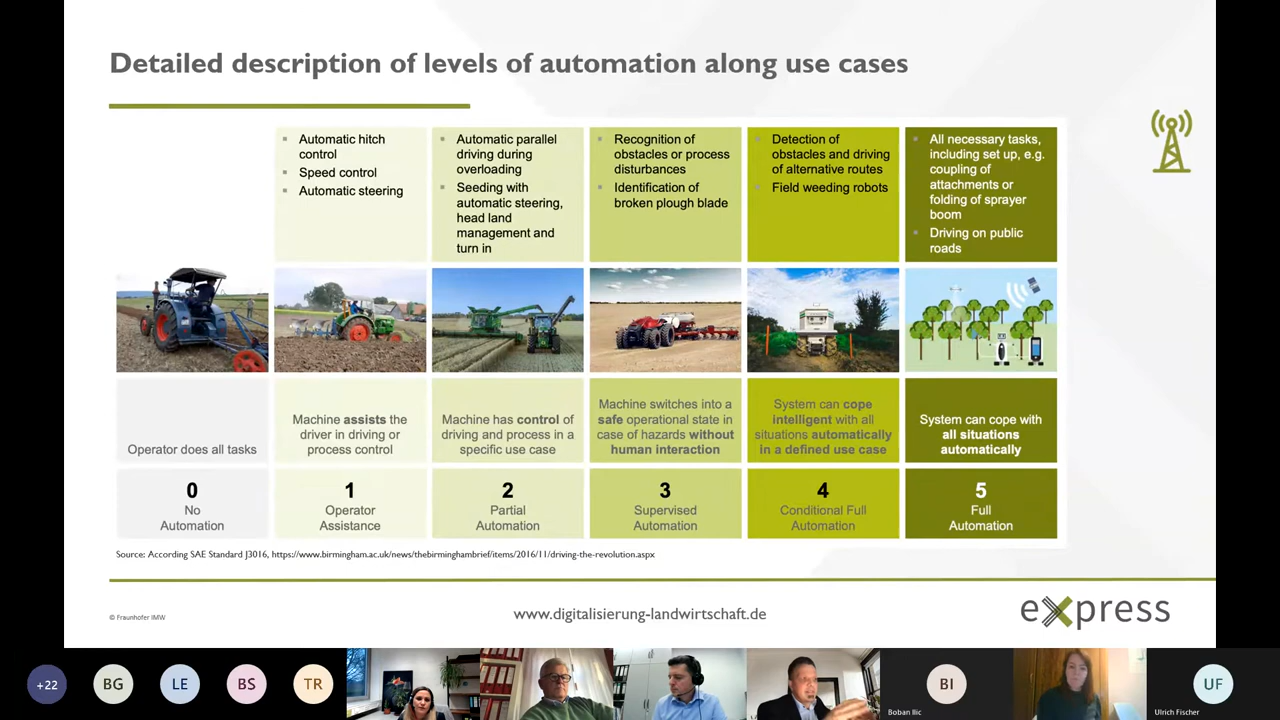 Detailed description of levels of automation along use cases
Automatic hitch
control
Speed control
Automatic steering
Automatic parallel
driving during
overloading
Seeding with
automatic steering,
head land
management and
turn in
Recognition of
obstacles or process
disturbances
Identification of
broken plough blade
Detection of
obstacles and driving
of alternative routes
Field weeding robots
All necessary tasks,
including set up, e.g.
coupling of
attachments or
folding of sprayer
boom
Driving on public
roads
Operator does all tasks
Machine assists the
driver in driving or
process control
Machine has control of
driving and process in a
specific use case
Machine switches into a
safe operational state in
case of hazards without
human interaction
System can cope
intelligent with all
situations automatically
in a defined use case
System can cope with
all situations
automatically
0
No
Automation
1
Operator
Assistance
2
Partial
Automation
3
Supervised
Automation
4
Conditional Full
Automation
5
Full
Automation
Source: According SAE Standard J3016, https://www.birmingham.ac.uk/news/thebirminghambrief/items/2016/11/driving-the-revolution.aspx
© Fraunhofer IMW
www.digitalisierung-landwirtschaft.de
express
+22
BG
LE
BS
TR
BI
Boban Ilic
UF
Ulrich Fischer